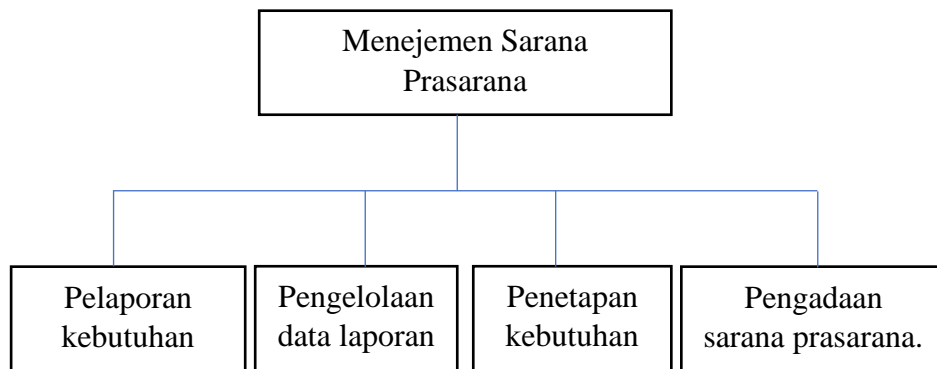 Menejemen Sarana
Prasarana
Pelaporan
kebutuhan
Pengelolaan
data laporan
Penetapan
kebutuhan
Pengadaan
sarana prasarana.